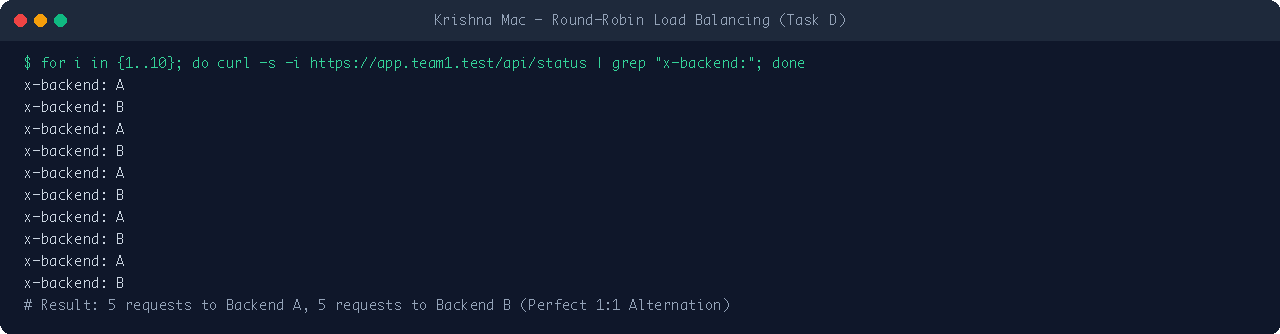 Krishna Mac – Round-Robin Load Balancing (Task D)
$ for i in {1..10}; do curl -s -i https://app.team1.test/api/status | grep "x-backend:"; done
x-backend: A
x-backend: B
x-backend: A
x-backend: B
x-backend: A
x-backend: B
x-backend: A
x-backend: B
x-backend: A
x-backend: B
# Result: 5 requests to Backend A, 5 requests to Backend B (Perfect 1:1 Alternation)